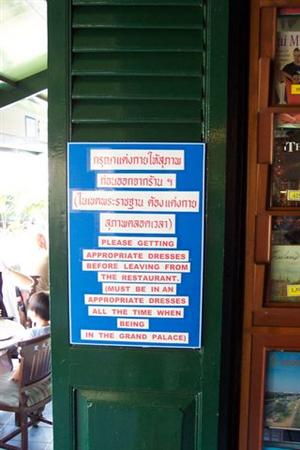 กรุณาแต่งกายให้สุภาพ
ก่อนออกจากร้าน ฯ
(ในเขตพระราชฐาน ต้องแต่งกาย
สุภาพตลอดเวลา)
PLEASE GETTING
APPROPRIATE DRESSES
BEFORE LEAVING FROM
THE RESTAURANT.
(MUST BE IN AN
APPROPRIATE DRESSES
ALL THE TIME WHEN
BEING
IN THE GRAND PALACE)